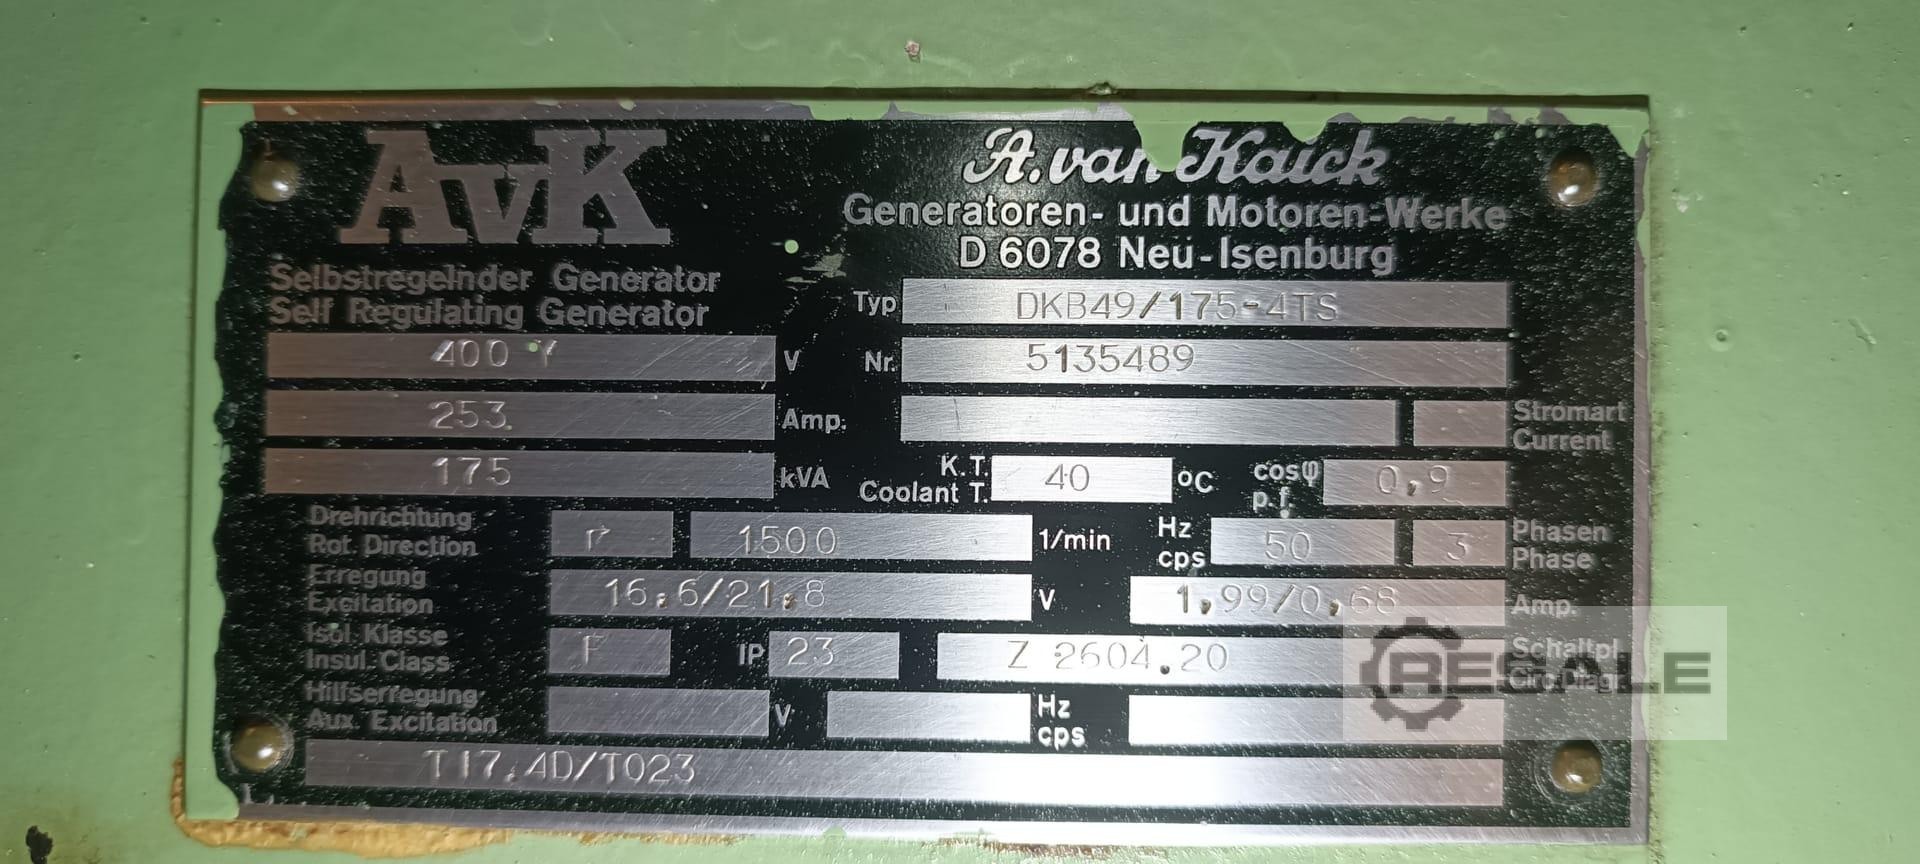 AvK
A. van Kaick
Generatoren- und Motoren-Werke
D 6078 Neu-Isenburg
Selbstregelnder Generator
Self Regulating Generator
Typ DKB49/175-4TS
400 Y V
Nr. 5135489
253 Amp.
Stromart
Current
175 kVA
K.T.
Coolant T. 40 °C
cosφ
p.f. 0,9
Drehrichtung
Rot. Direction
1500 1/min
Hz
cps 50
3 Phasen
Phase
Erregung
Excitation
16,6/21,8 V
1,99/0,68 Amp.
Isol. Klasse
Insul. Class
F
IP 23
Z 2604.20
Schaltpl.
Circ. Diagr.
Hilfserregung
Aux. Excitation
V
Hz
cps
T17,4D/T023
RESALE